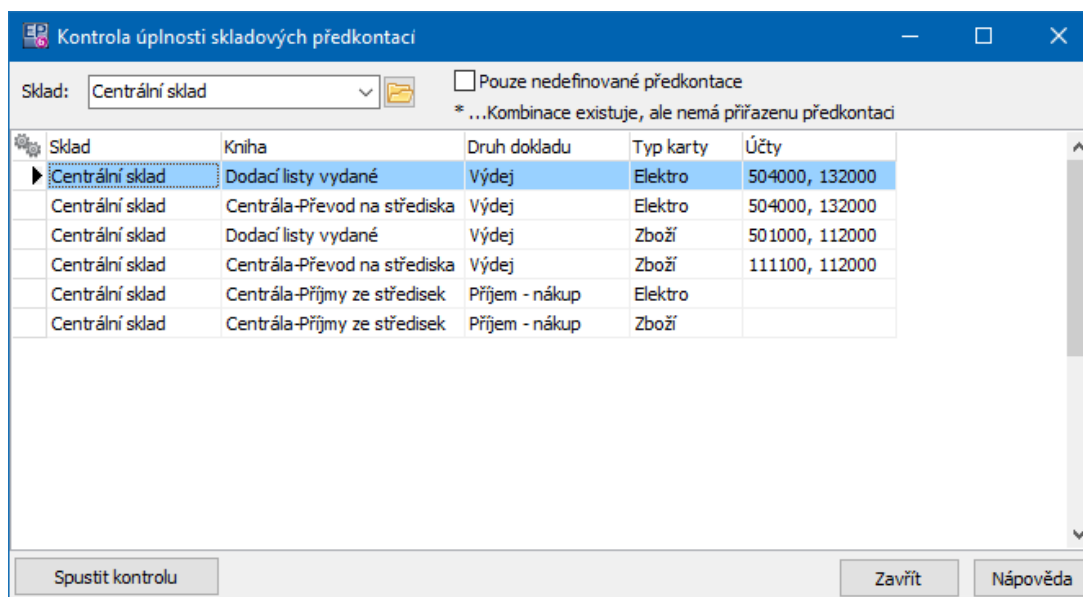 Kontrola úplnosti skladových předkontací
Sklad: Centrální sklad Pouze nedefinované předkontace
* ...Kombinace existuje, ale nemá přiřazenu předkontaci
Sklad Kniha Druh dokladu Typ karty Účty
Centrální sklad Dodací listy vydané Výdej Elektro 504000, 132000
Centrální sklad Centrála-Převod na střediska Výdej Elektro 504000, 132000
Centrální sklad Dodací listy vydané Výdej Zboží 501000, 112000
Centrální sklad Centrála-Převod na střediska Výdej Zboží 111100, 112000
Centrální sklad Centrála-Příjmy ze středisek Příjem - nákup Elektro
Centrální sklad Centrála-Příjmy ze středisek Příjem - nákup Zboží
Spustit kontrolu Zavřít Nápověda